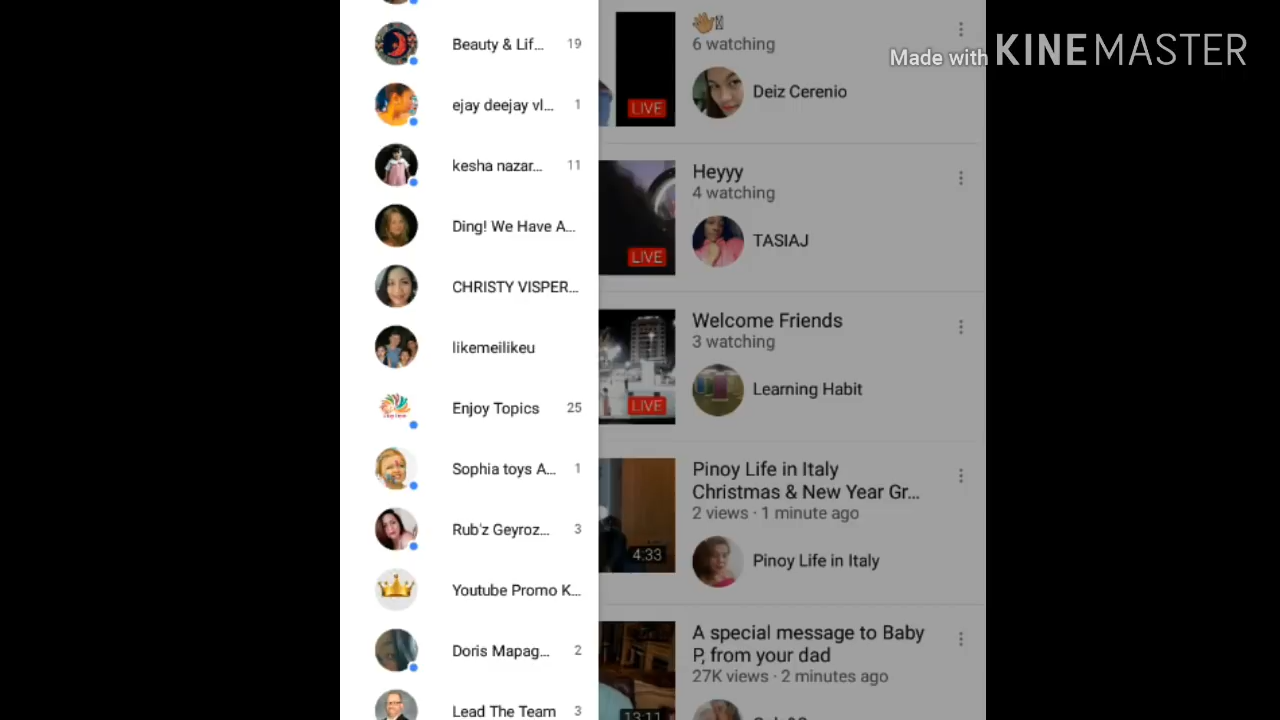 Beauty & Lif... 19
ejay deejay vl... 1
kesha nazar... 11
Ding! We Have A...
CHRISTY VISPER...
likemeilikeu
Enjoy Topics 25
Sophia toys A... 1
Rub'z Geyroz... 3
Youtube Promo K...
Doris Mapag... 2
Lead The Team 3
👋
6 watching
LIVE
Deiz Cerenio
Heyyy
4 watching
LIVE
TASIAJ
Welcome Friends
3 watching
LIVE
Learning Habit
Pinoy Life in Italy
Christmas & New Year Gr...
2 views · 1 minute ago
4:33
Pinoy Life in Italy
A special message to Baby
P, from your dad
27K views · 2 minutes ago
13:11
Made with KINEMASTER